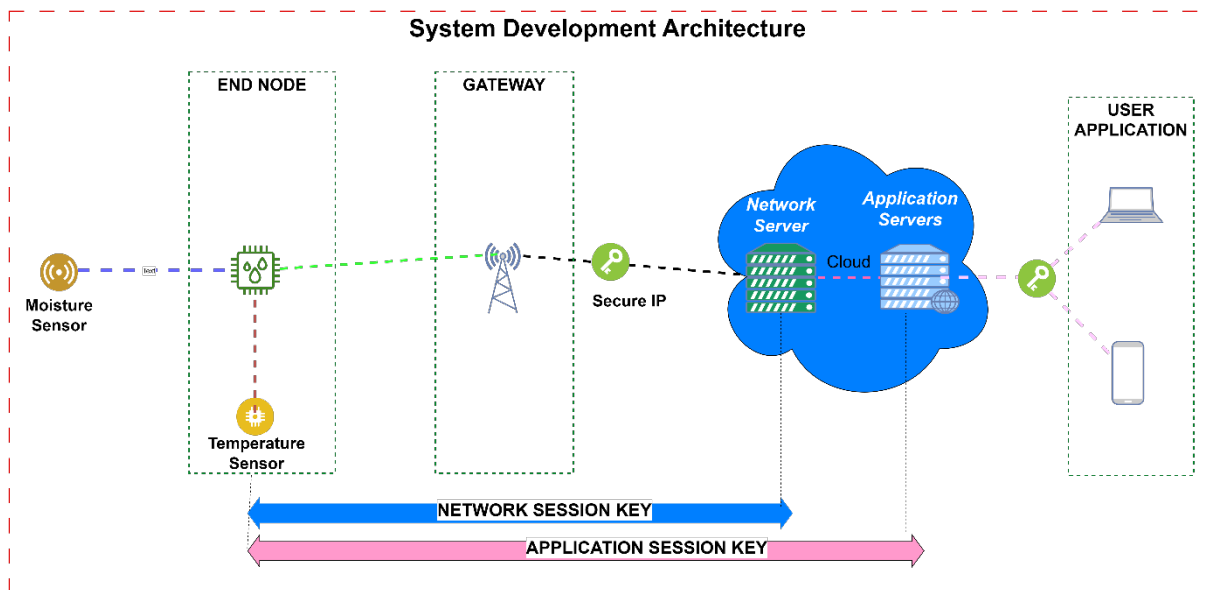 System Development Architecture
END NODE
GATEWAY
USER
APPLICATION
Network
Server
Application
Servers
Cloud
Moisture
Sensor
Secure IP
Temperature
Sensor
NETWORK SESSION KEY
APPLICATION SESSION KEY